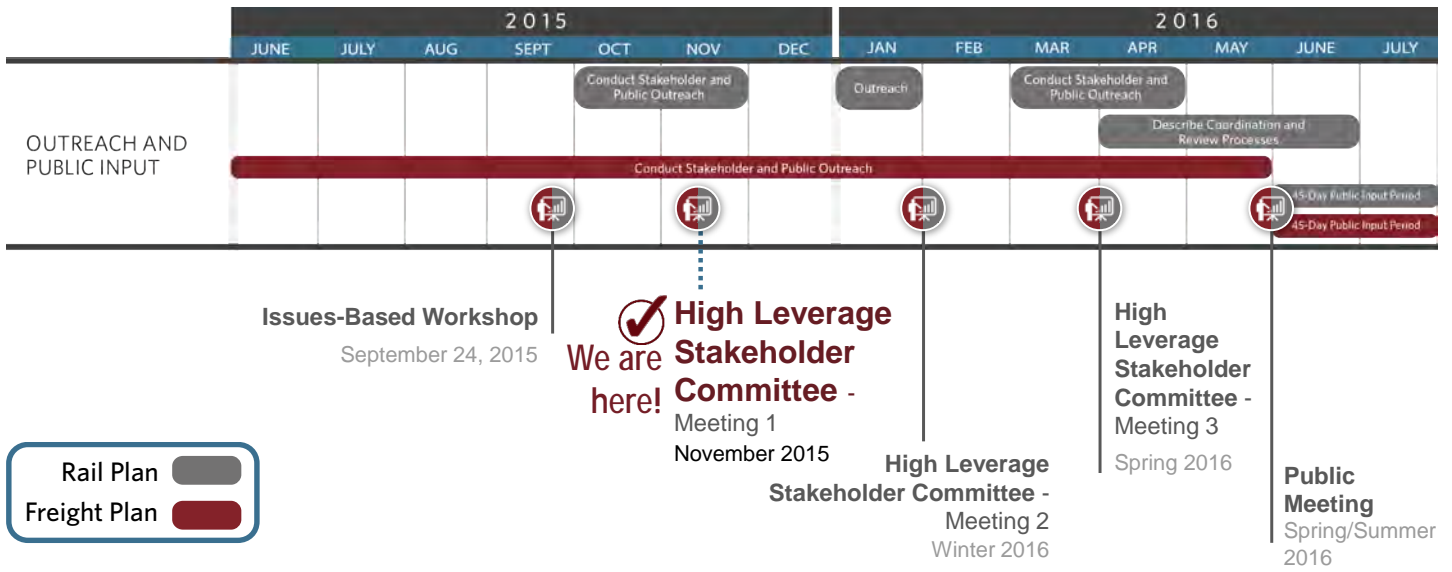 2015
2016
JUNE
JULY
AUG
SEPT
OCT
NOV
DEC
JAN
FEB
MAR
APR
MAY
JUNE
JULY
OUTREACH AND
PUBLIC INPUT
Conduct Stakeholder and
Public Outreach
Outreach
Conduct Stakeholder and
Public Outreach
Describe Coordination and
Review Processes
Conduct Stakeholder and Public Outreach
45-Day Public Input Period
45-Day Public Input Period
Issues-Based Workshop
September 24, 2015
We are
here!
High Leverage
Stakeholder
Committee -
Meeting 1
November 2015
High Leverage
Stakeholder Committee -
Meeting 2
Winter 2016
High
Leverage
Stakeholder
Committee -
Meeting 3
Spring 2016
Public
Meeting
Spring/Summer
2016
Rail Plan
Freight Plan